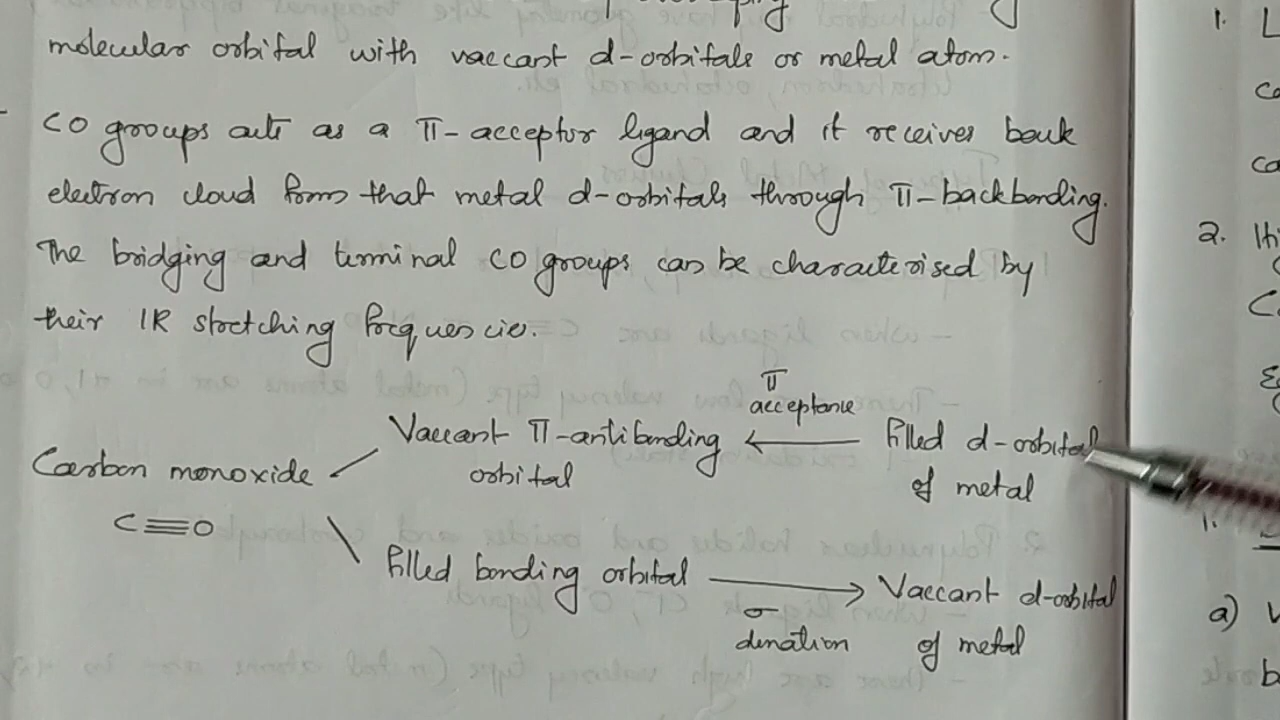 molecular orbital with vaccant d-orbitals or metal atom.
CO groups acts as a π-acceptor ligand and it receives back
electron cloud from that metal d-orbitals through π-backbonding.
The bridging and terminal CO groups can be characterised by
their IR stretching frequencies.
π
acceptance
Vaccant π-antibonding ← filled d-orbital
orbital of metal
Carbon monoxide
C≡O
filled bonding orbital → Vaccant d-orbital
σ
donation of metal
1. L
2.
1.
a)